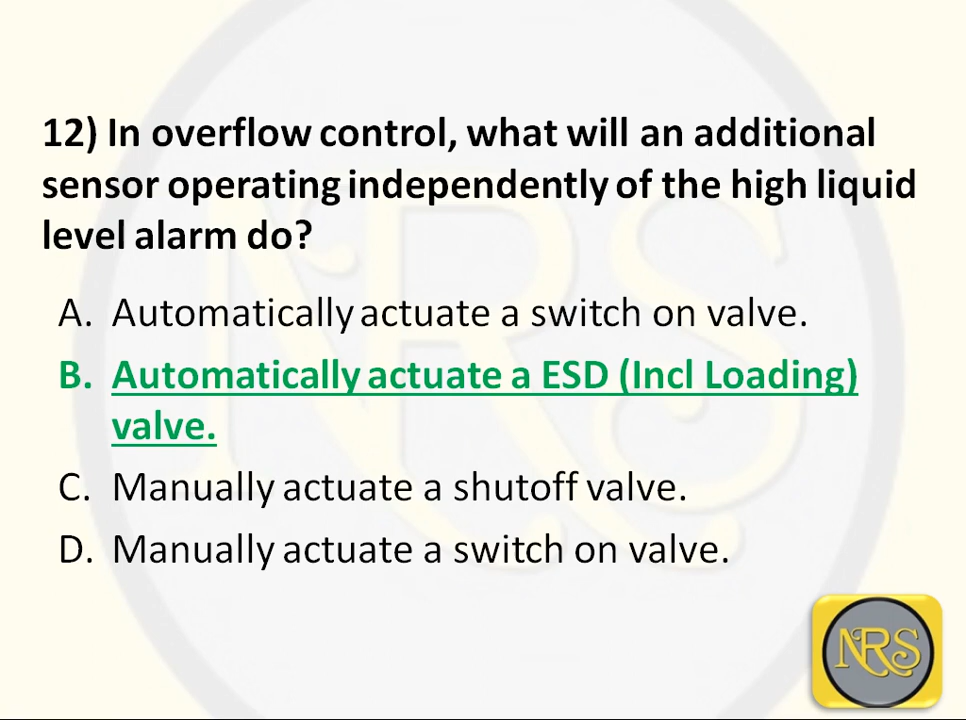 12) In overflow control, what will an additional
sensor operating independently of the high liquid
level alarm do?
A. Automatically actuate a switch on valve.
B. Automatically actuate a ESD (Incl Loading)
valve.
C. Manually actuate a shutoff valve.
D. Manually actuate a switch on valve.
NRS
NRS